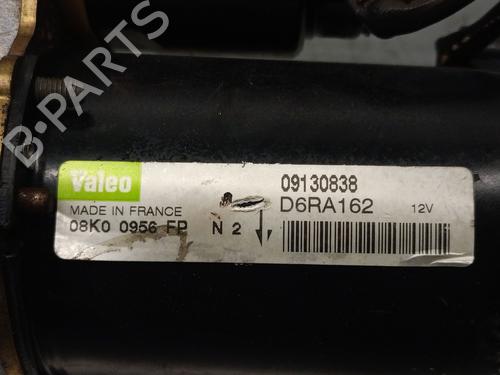 B-PARTS
Valeo
09130838
MADE IN FRANCE
D6RA162 12V
08K0 0956 FP N 2